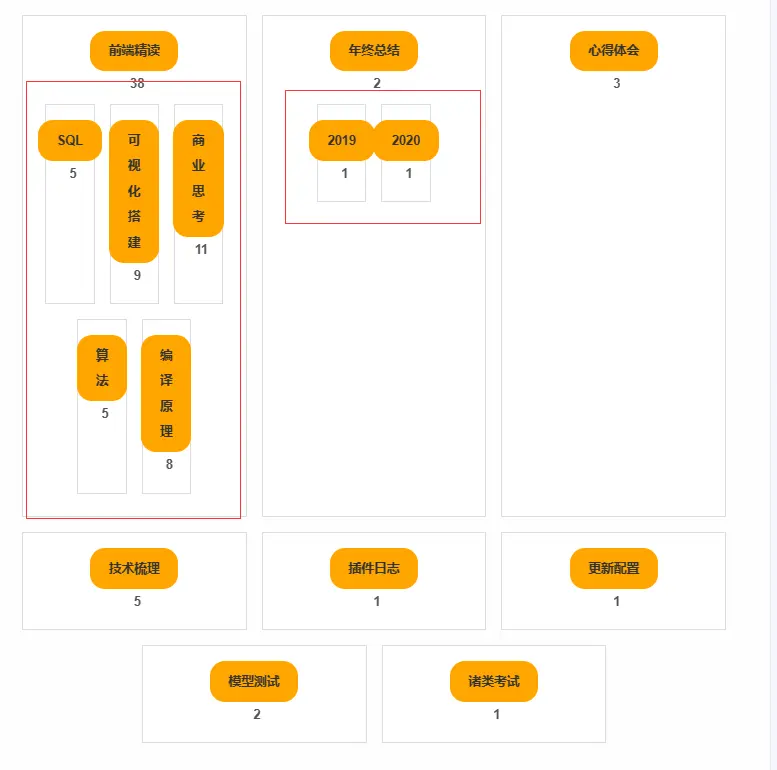 前端精读
38
SQL
5
可
视
化
搭
建
9
商
业
思
考
11
算
法
5
编
译
原
理
8
年终总结
2
2019
1
2020
1
心得体会
3
技术梳理
5
插件日志
1
更新配置
1
模型测试
2
诸类考试
1